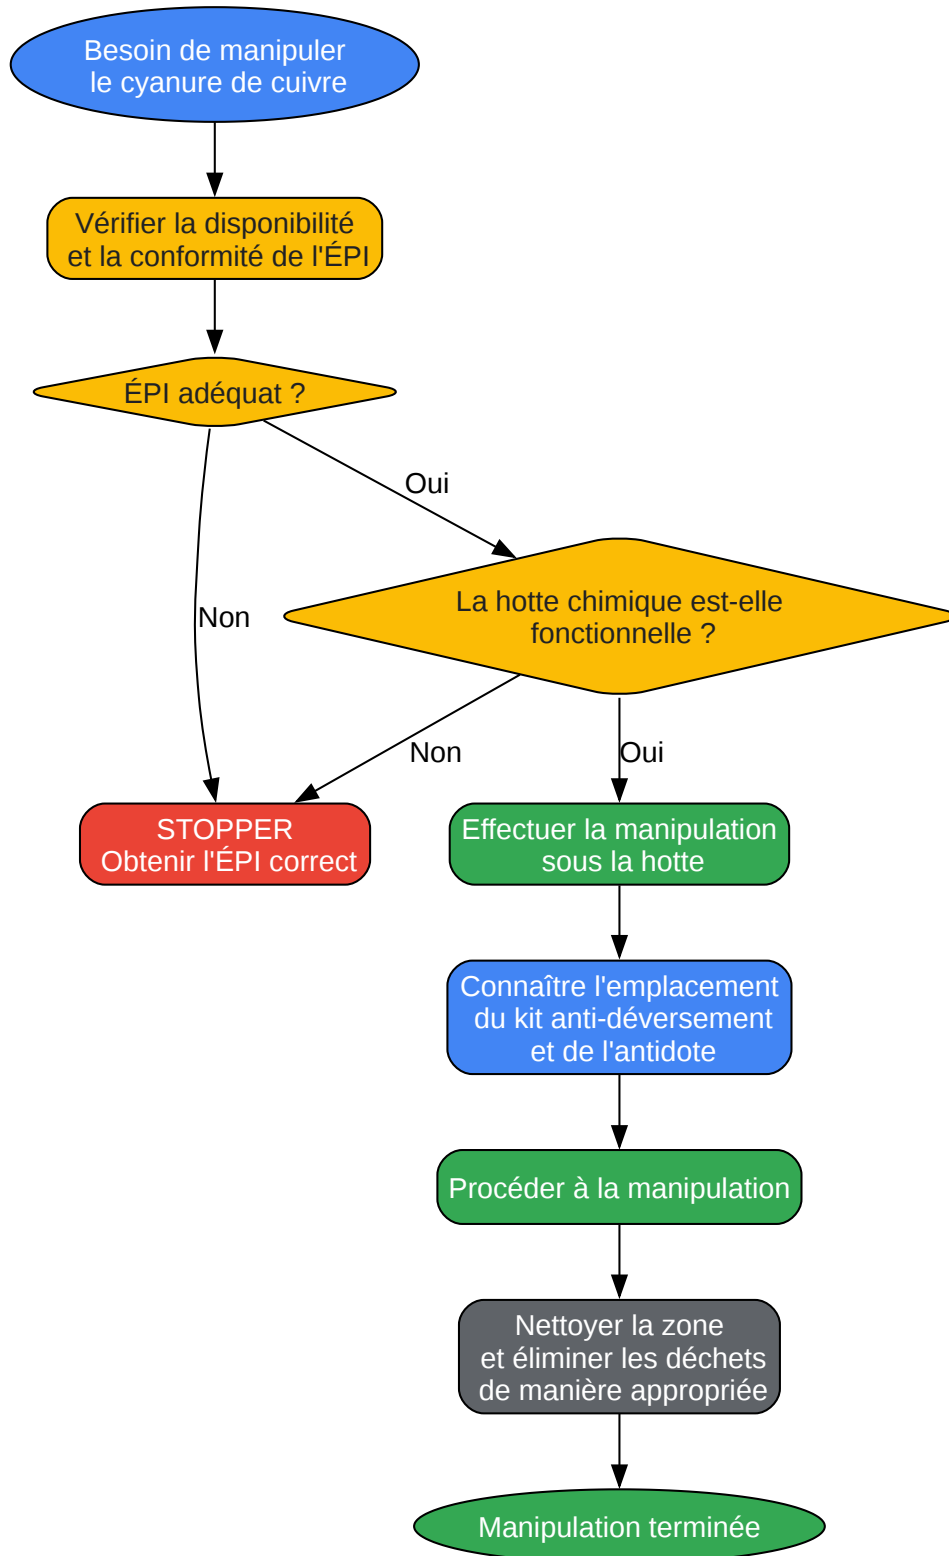 Besoin de manipuler
le cyanure de cuivre
Vérifier la disponibilité
et la conformité de l'ÉPI
ÉPI adéquat ?
Oui
La hotte chimique est-elle
fonctionnelle ?
Non
Non
Oui
STOPPER
Obtenir l'ÉPI correct
Effectuer la manipulation
sous la hotte
Connaître l'emplacement
du kit anti-déversement
et de l'antidote
Procéder à la manipulation
Nettoyer la zone
et éliminer les déchets
de manière appropriée
Manipulation terminée